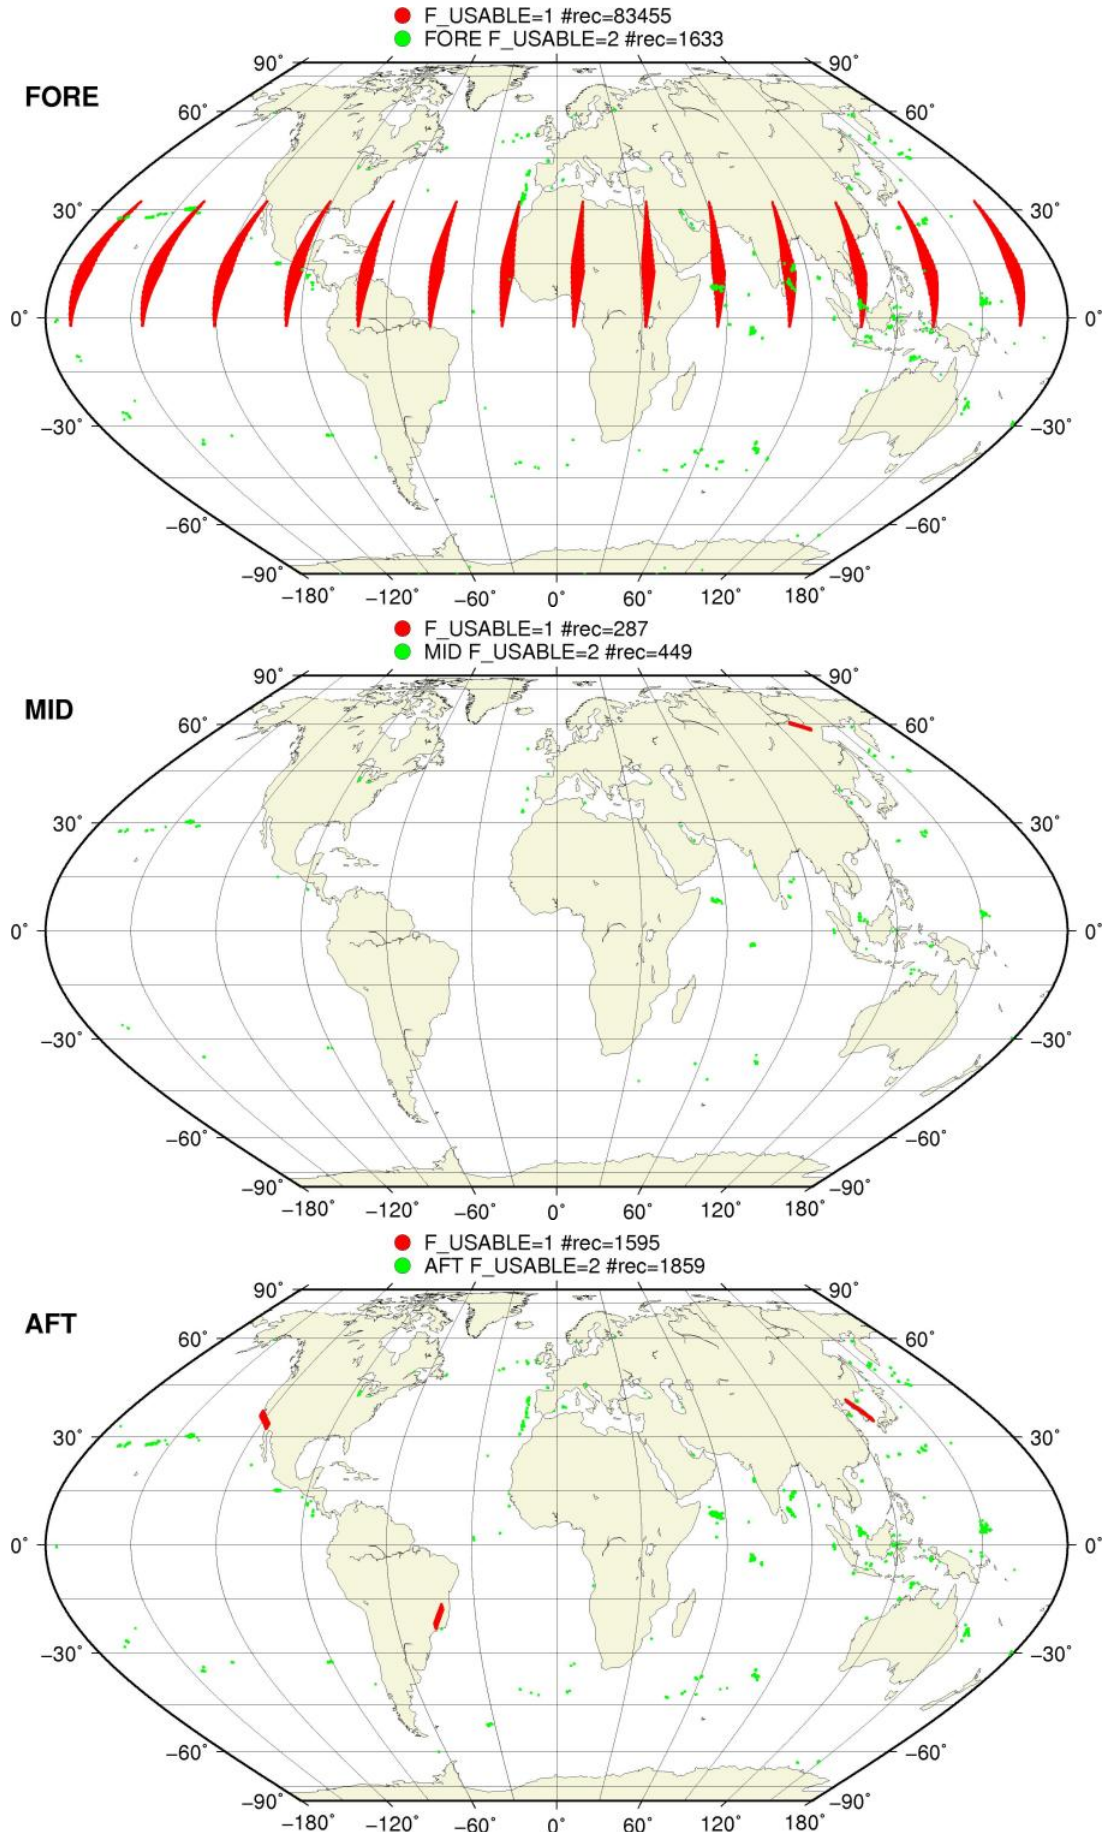 F_USABLE=1 #rec=83455
FORE F_USABLE=2 #rec=1633
FORE
90° 90°
60° 60°
30° 30°
0° 0°
−30° −30°
−60° −60°
−90° −90°
−180° −120° −60° 0° 60° 120° 180°
F_USABLE=1 #rec=287
MID F_USABLE=2 #rec=449
MID
90° 90°
60° 60°
30° 30°
0° 0°
−30° −30°
−60° −60°
−90° −90°
−180° −120° −60° 0° 60° 120° 180°
F_USABLE=1 #rec=1595
AFT F_USABLE=2 #rec=1859
AFT
90° 90°
60° 60°
30° 30°
0° 0°
−30° −30°
−60° −60°
−90° −90°
−180° −120° −60° 0° 60° 120° 180°